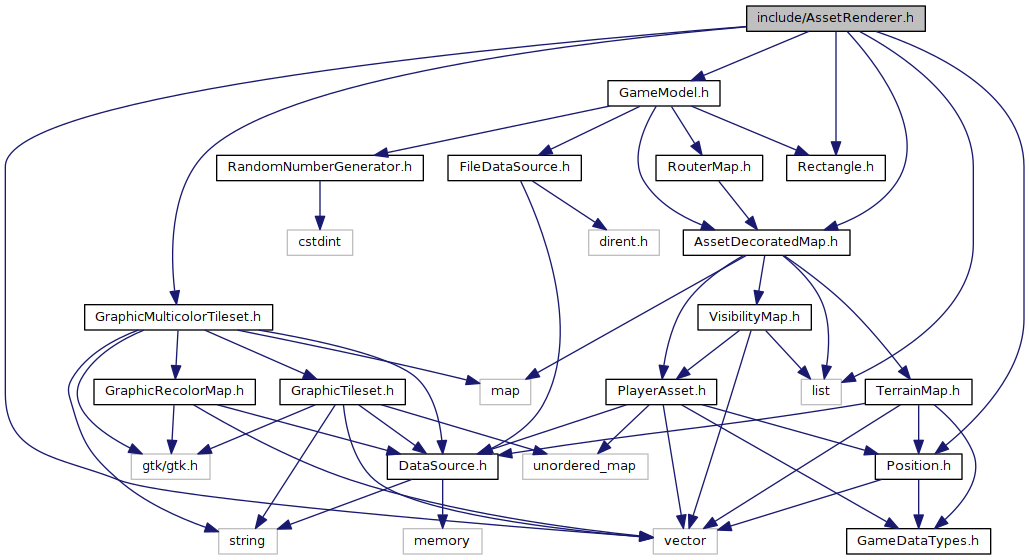 include/AssetRenderer.h
GameModel.h
RandomNumberGenerator.h
FileDataSource.h
RouterMap.h
Rectangle.h
cstdint
dirent.h
AssetDecoratedMap.h
GraphicMulticolorTileset.h
VisibilityMap.h
GraphicRecolorMap.h
GraphicTileset.h
map
PlayerAsset.h
list
TerrainMap.h
gtk/gtk.h
DataSource.h
unordered_map
Position.h
string
memory
vector
GameDataTypes.h